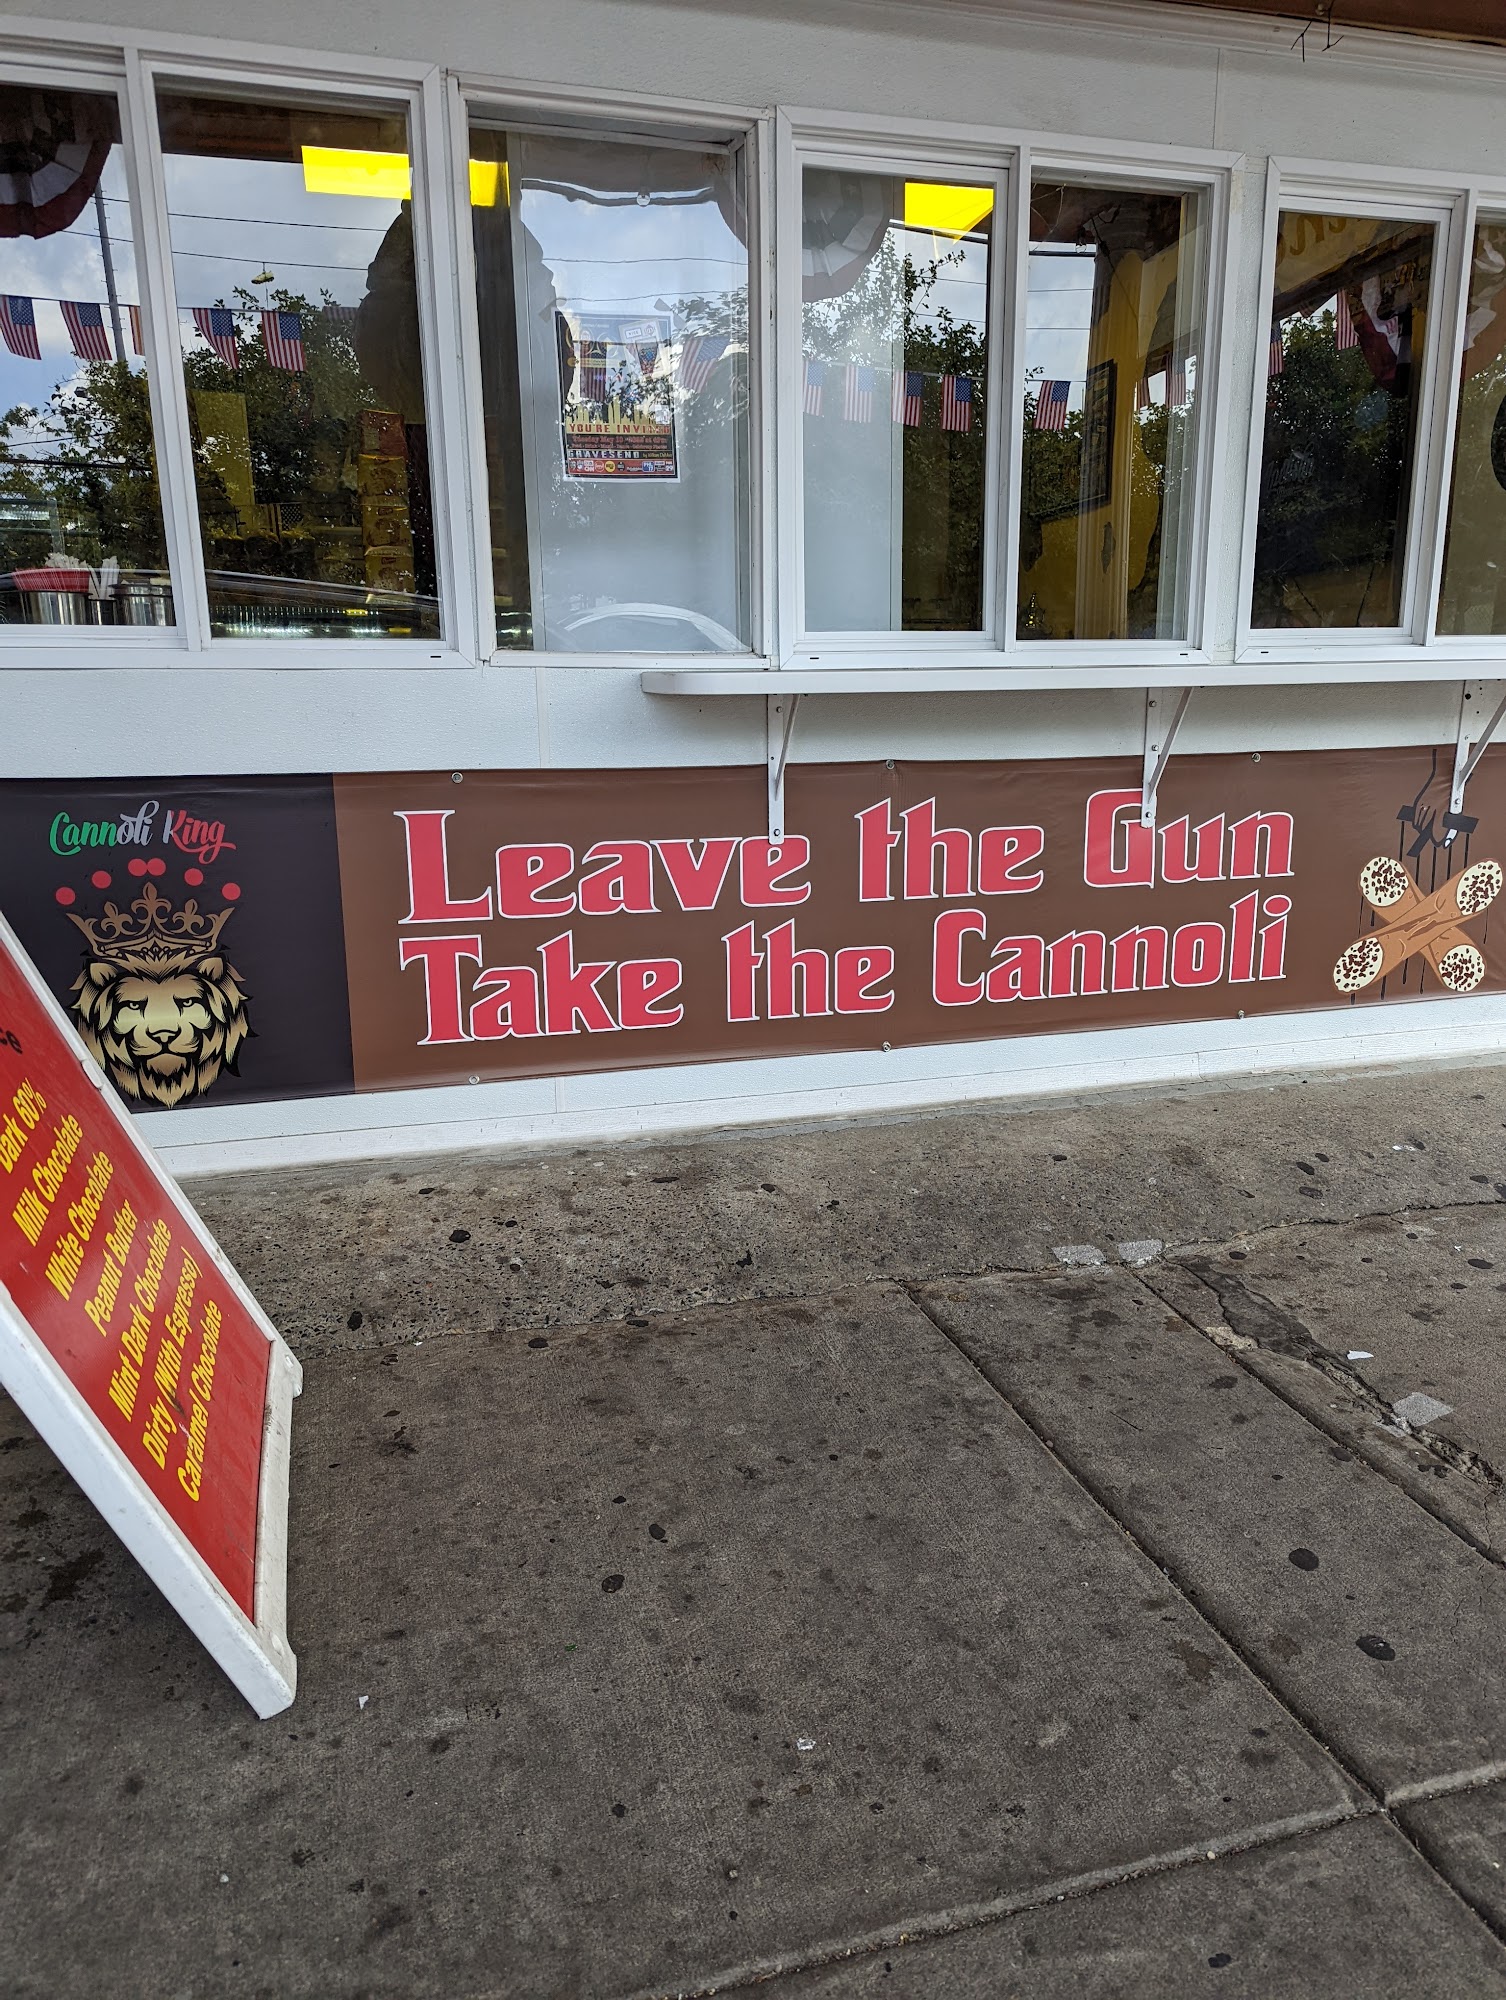 YOU'RE INVITED
GRAVESEND
Cannoli King
Leave the Gun
Take the Cannoli
Dark 60%
Milk Chocolate
White Chocolate
Peanut Butter
Mint Dark Chocolate
Dirty (With Espresso)
Caramel Chocolate